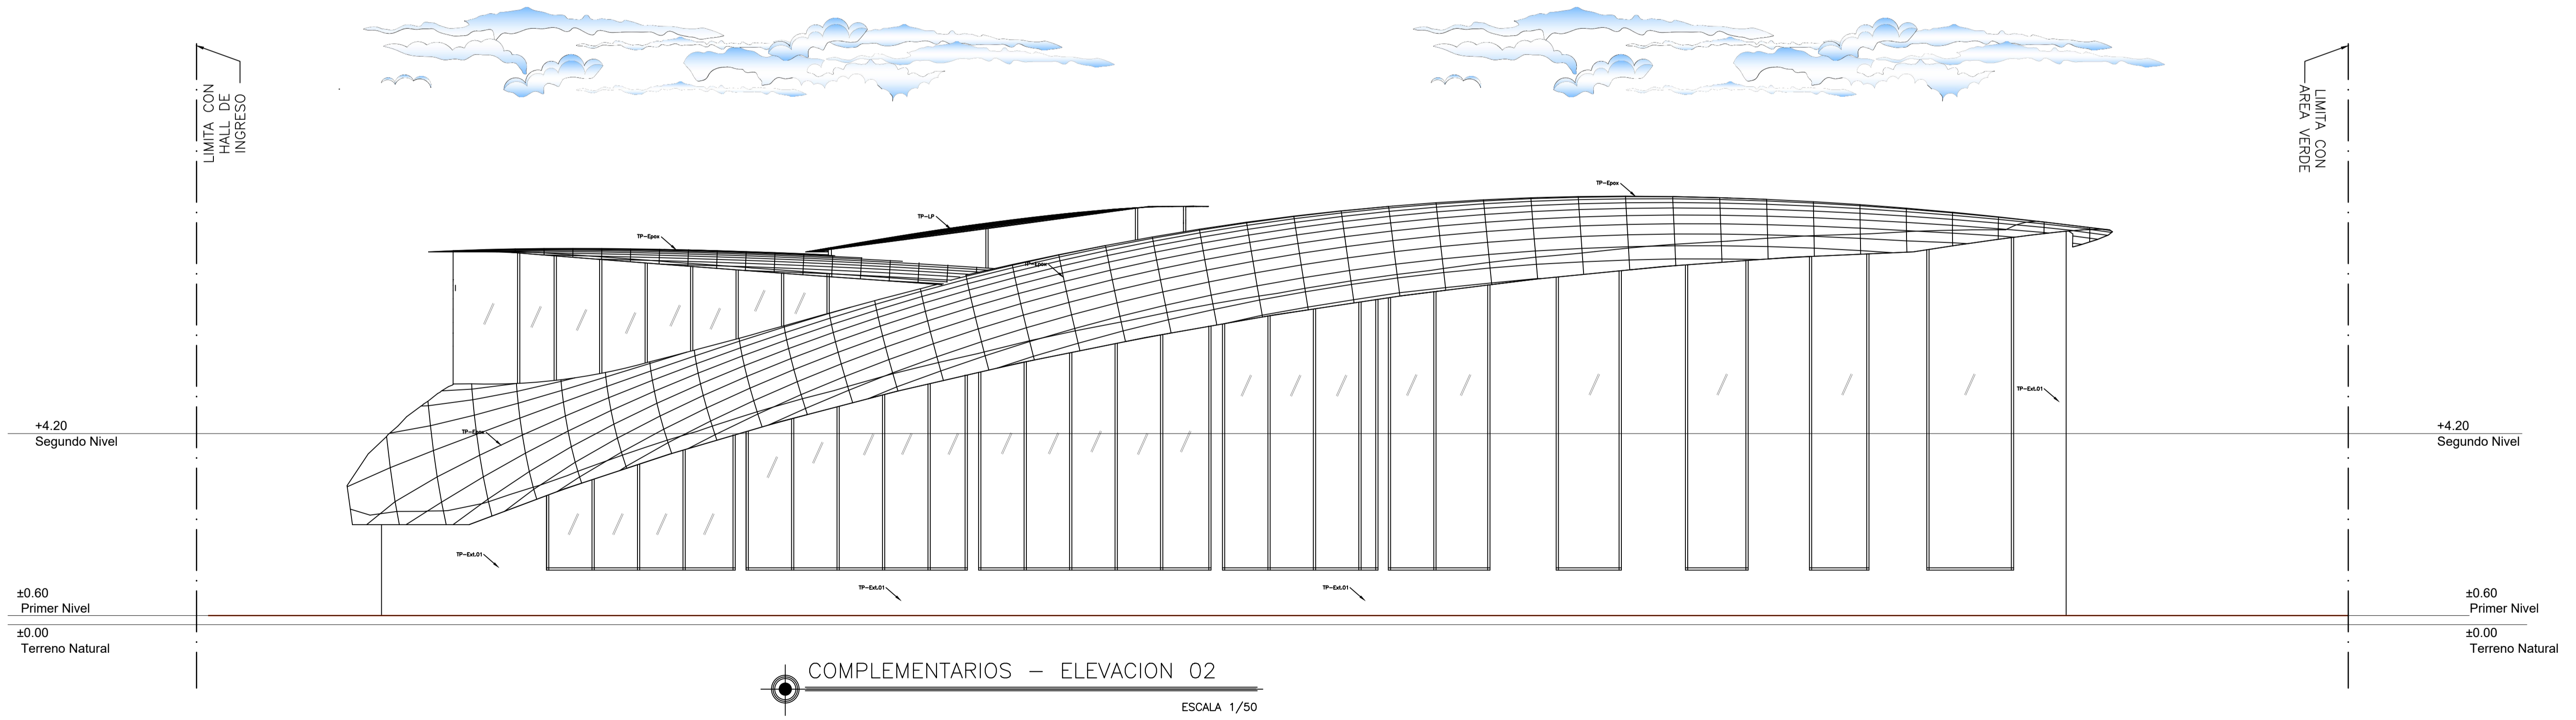 LIMITA CON
HALL DE
INGRESO
LIMITA CON
AREA VERDE
TP-Epox
TP-LP
TP-Epox
TP-Epox
TP-Ext.01
+4.20
Segundo Nivel
TP-Epox
+4.20
Segundo Nivel
TP-Ext.01
TP-Ext.01
TP-Ext.01
±0.60
Primer Nivel
±0.00
Terreno Natural
±0.60
Primer Nivel
±0.00
Terreno Natural
COMPLEMENTARIOS – ELEVACION 02
ESCALA 1/50